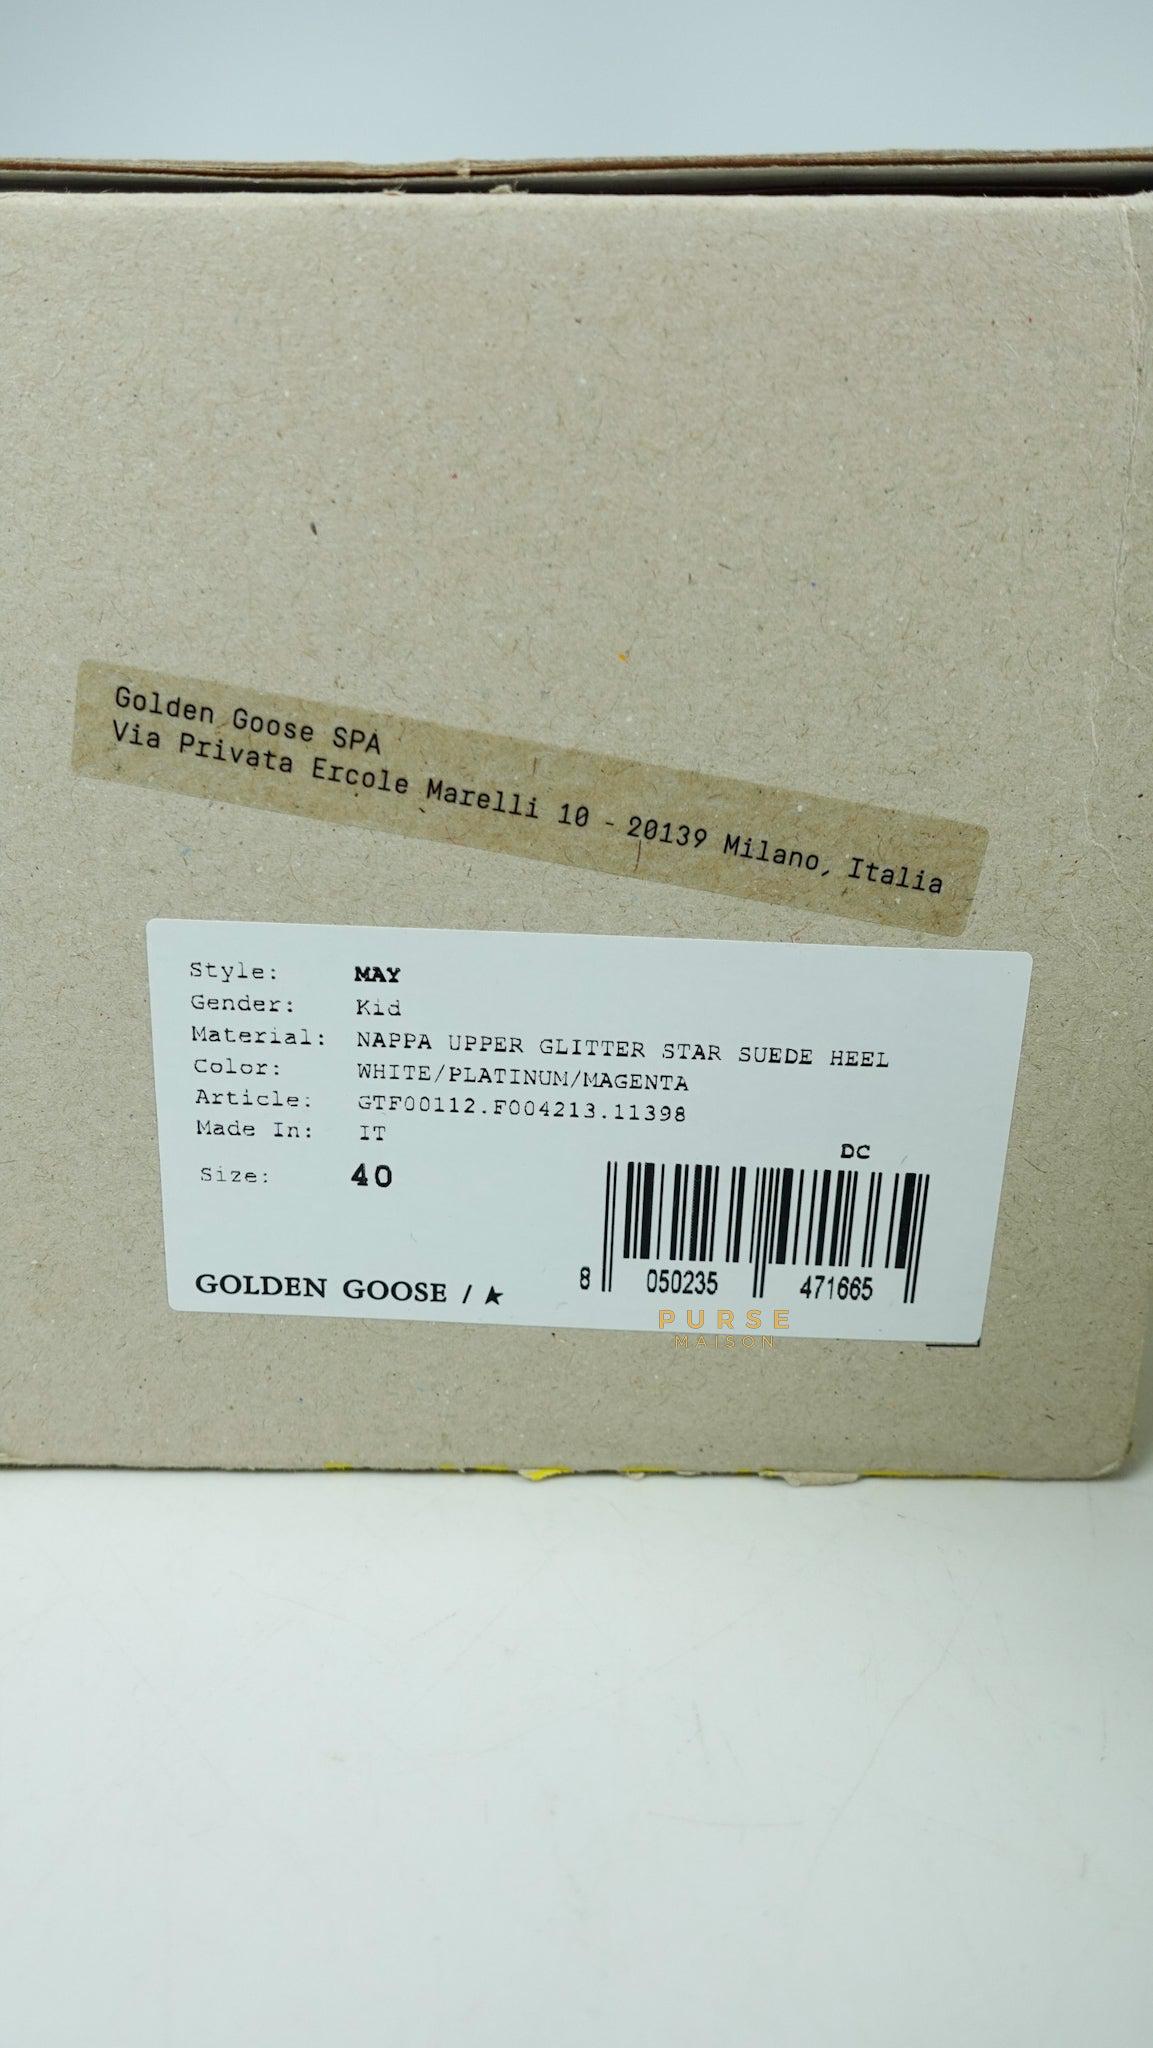 Golden Goose SPA
Via Privata Ercole Marelli 10 - 20139 Milano, Italia
Style: MAY
Gender: Kid
Material: NAPPA UPPER GLITTER STAR SUEDE HEEL
Color: WHITE/PLATINUM/MAGENTA
Article: GTF00112.F004213.11398
Made In: IT
DC
Size: 40
8 050235 471665
GOLDEN GOOSE /
PURSE
MAISON